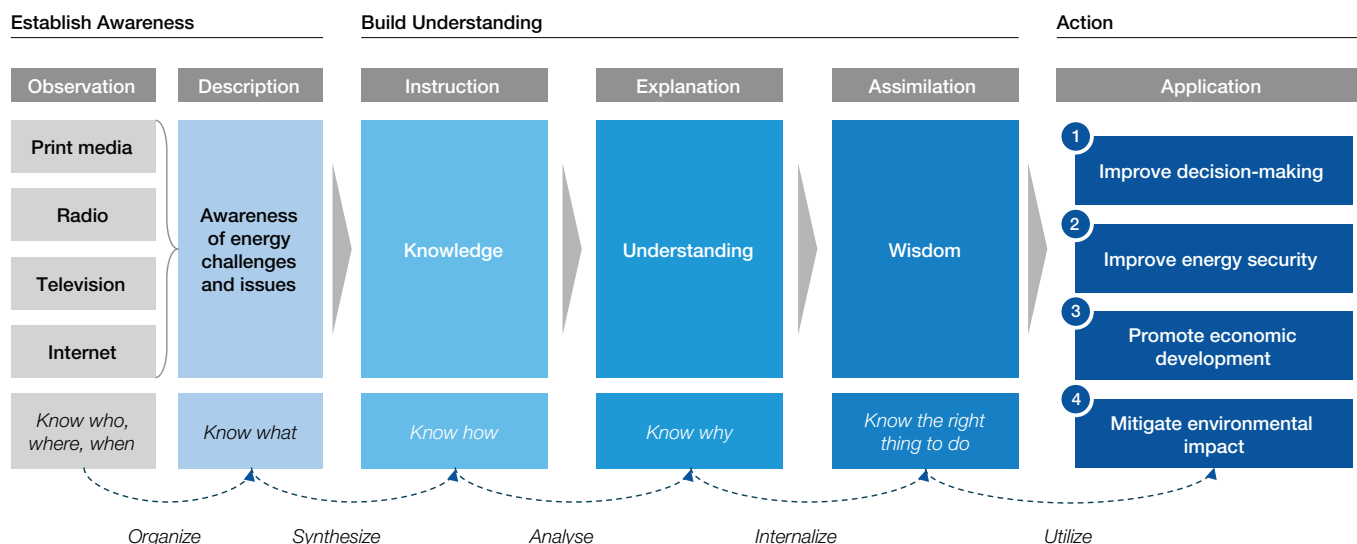 Establish Awareness
Build Understanding
Action
Observation
Description
Instruction
Explanation
Assimilation
Application
Print media
Radio
Television
Internet
Awareness
of energy
challenges
and issues
Knowledge
Understanding
Wisdom
1
Improve decision-making
2
Improve energy security
3
Promote economic
development
4
Mitigate environmental
impact
Know who,
where, when
Know what
Know how
Know why
Know the right
thing to do
Organize
Synthesize
Analyse
Internalize
Utilize